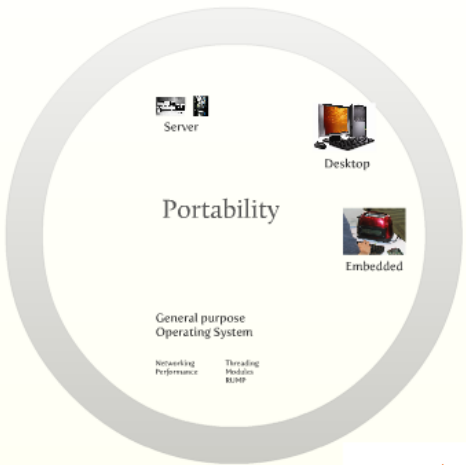 Server
Desktop
Portability
Embedded
General purpose
Operating System
Networking
Performance
Threading
Modules
RUMP